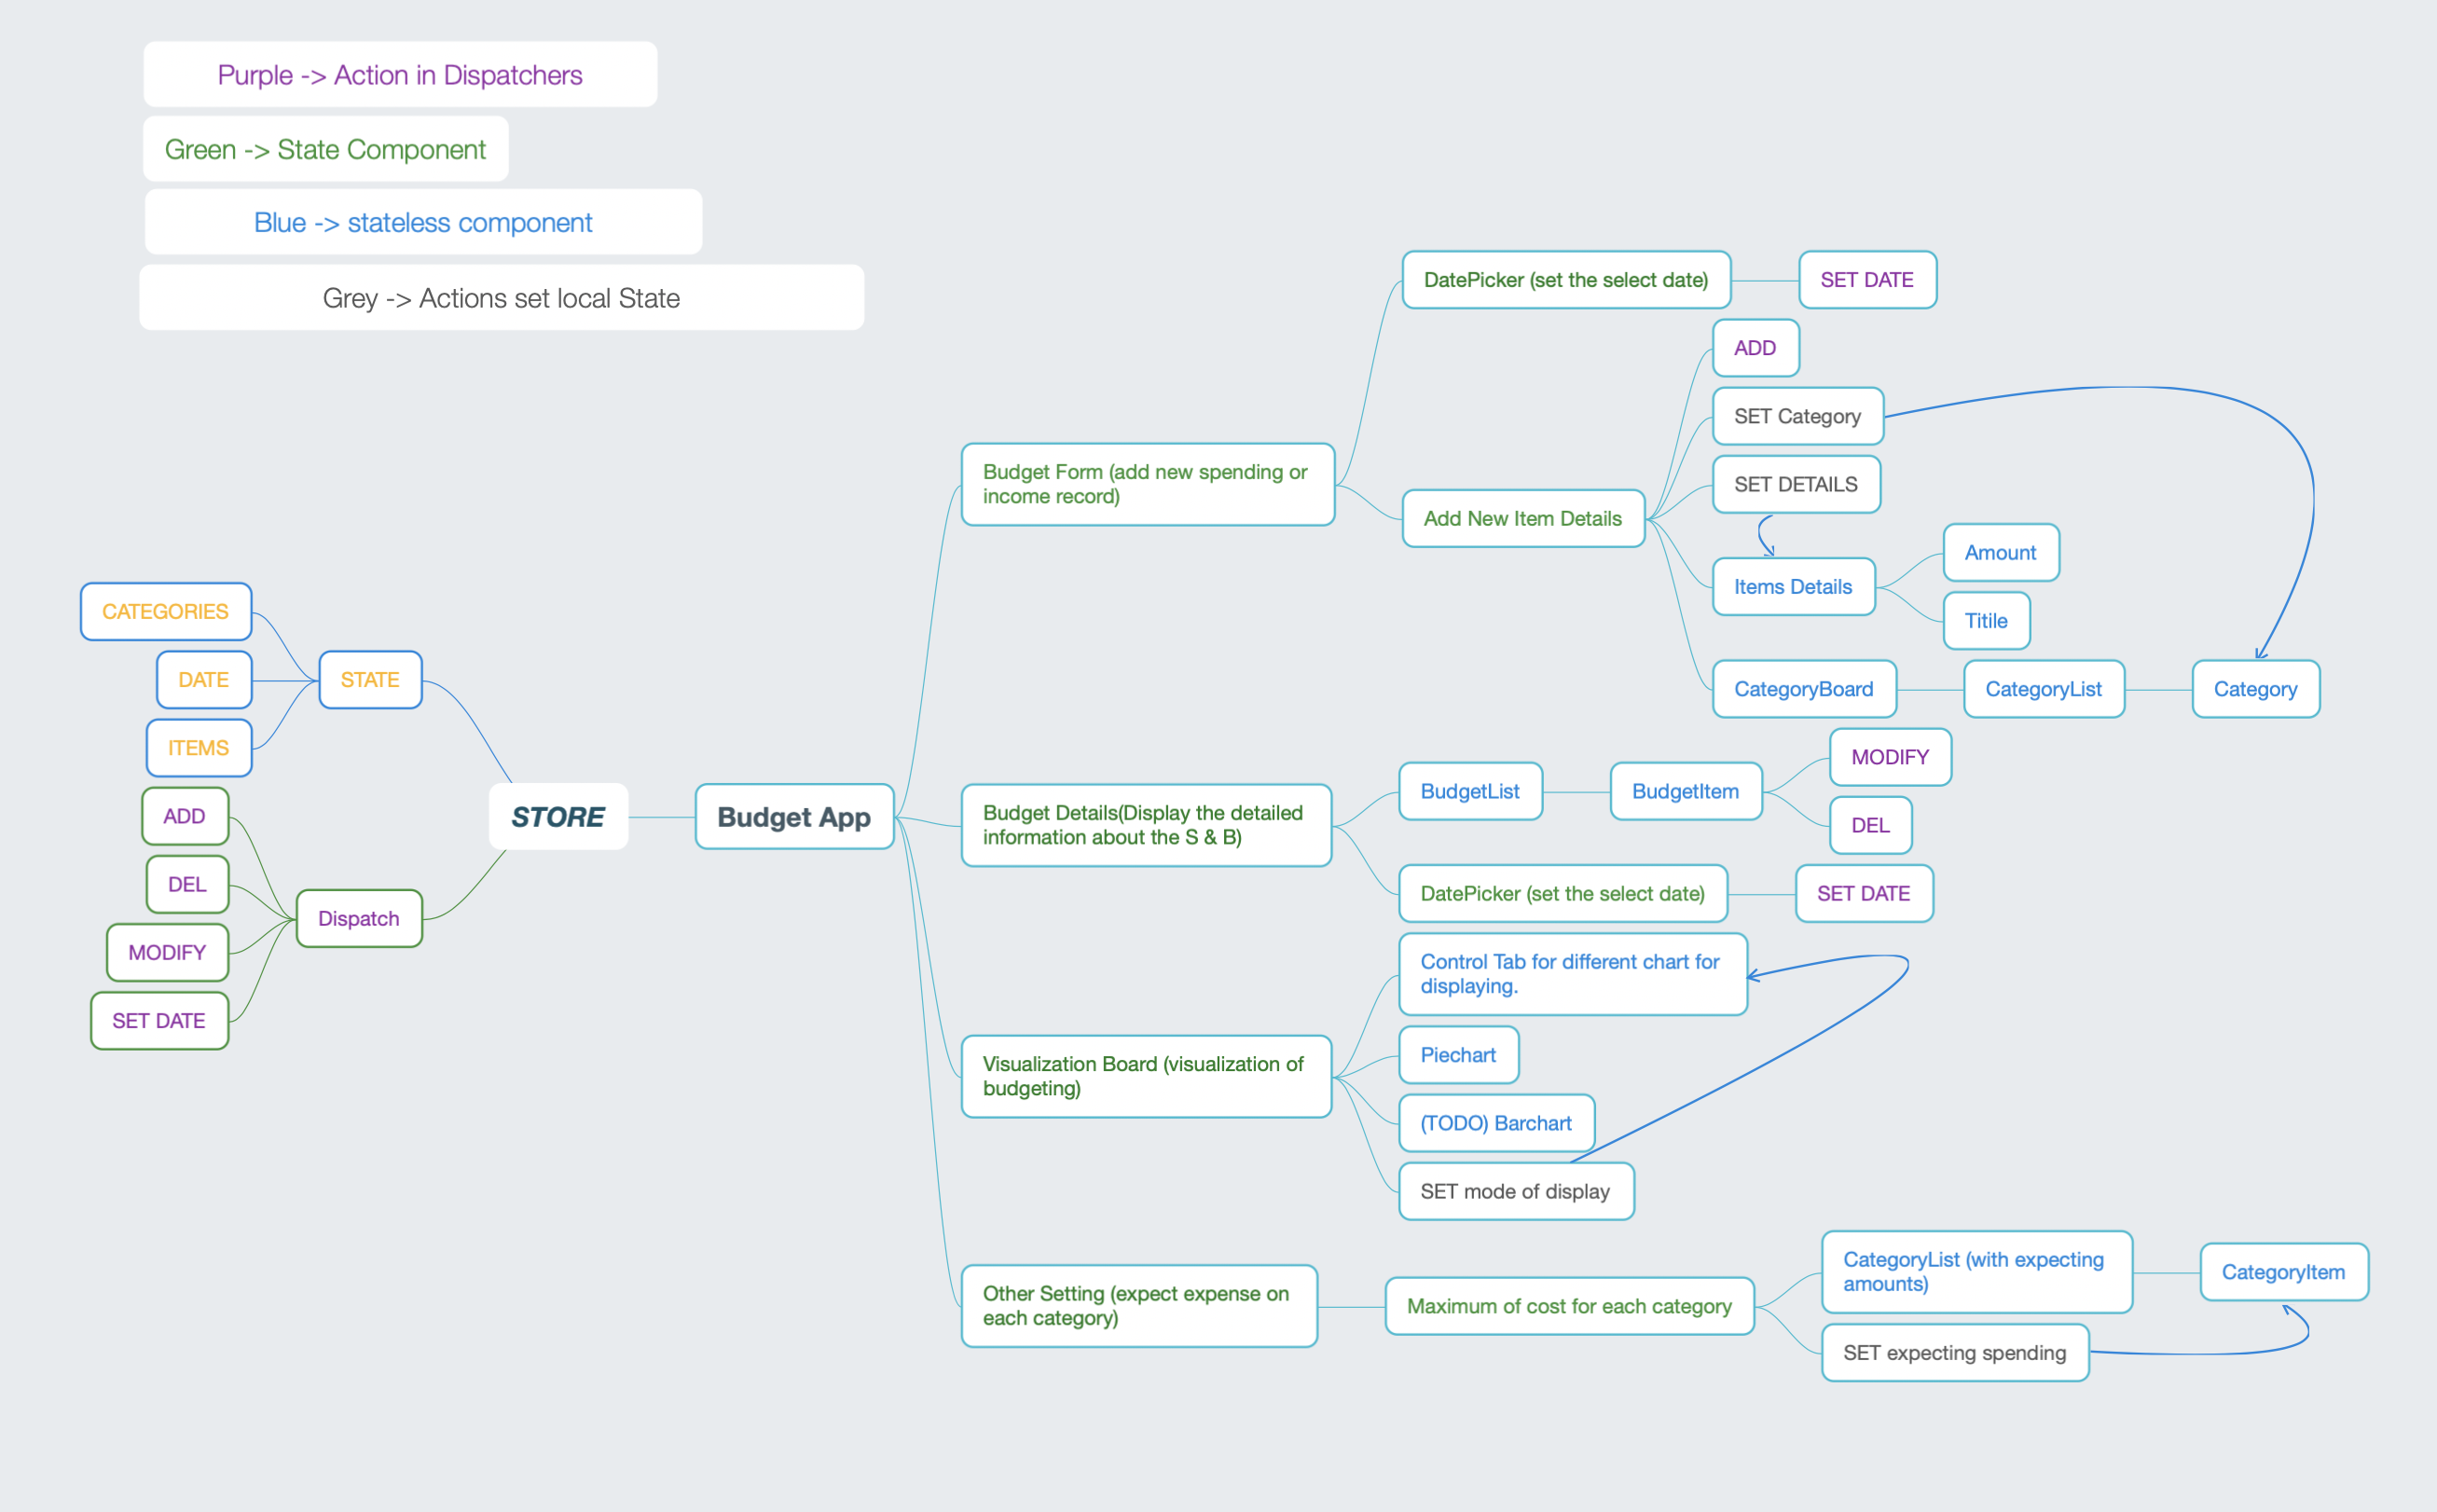 Purple -> Action in Dispatchers
Green -> State Component
Blue -> stateless component
Grey -> Actions set local State
CATEGORIES
DATE
ITEMS
STATE
ADD
DEL
MODIFY
SET DATE
Dispatch
STORE
Budget App
Budget Form (add new spending or
income record)
DatePicker (set the select date)
SET DATE
Add New Item Details
ADD
SET Category
SET DETAILS
Items Details
Amount
Titile
CategoryBoard
CategoryList
Category
Budget Details(Display the detailed
information about the S & B)
BudgetList
BudgetItem
MODIFY
DEL
DatePicker (set the select date)
SET DATE
Visualization Board (visualization of
budgeting)
Control Tab for different chart for
displaying.
Piechart
(TODO) Barchart
SET mode of display
Other Setting (expect expense on
each category)
Maximum of cost for each category
CategoryList (with expecting
amounts)
CategoryItem
SET expecting spending